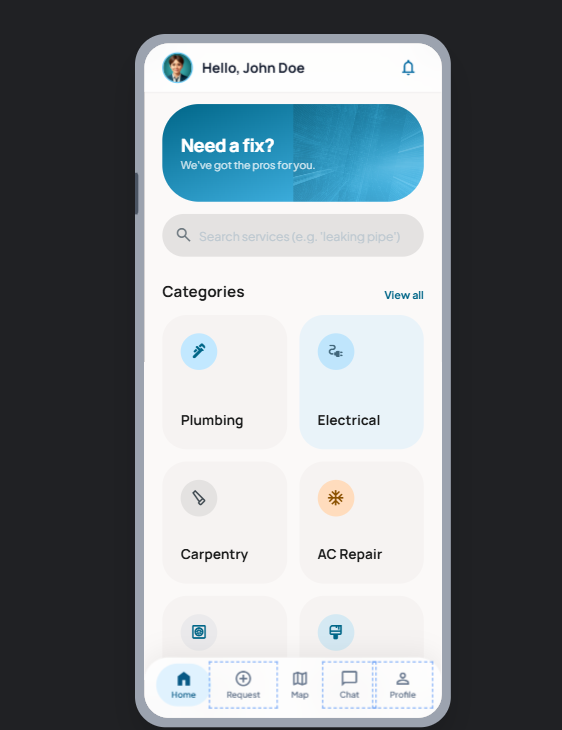 Hello, John Doe
Need a fix?
We've got the pros for you.
Search services (e.g. 'leaking pipe')
Categories
View all
Plumbing
Electrical
Carpentry
AC Repair
Home
Request
Map
Chat
Profile